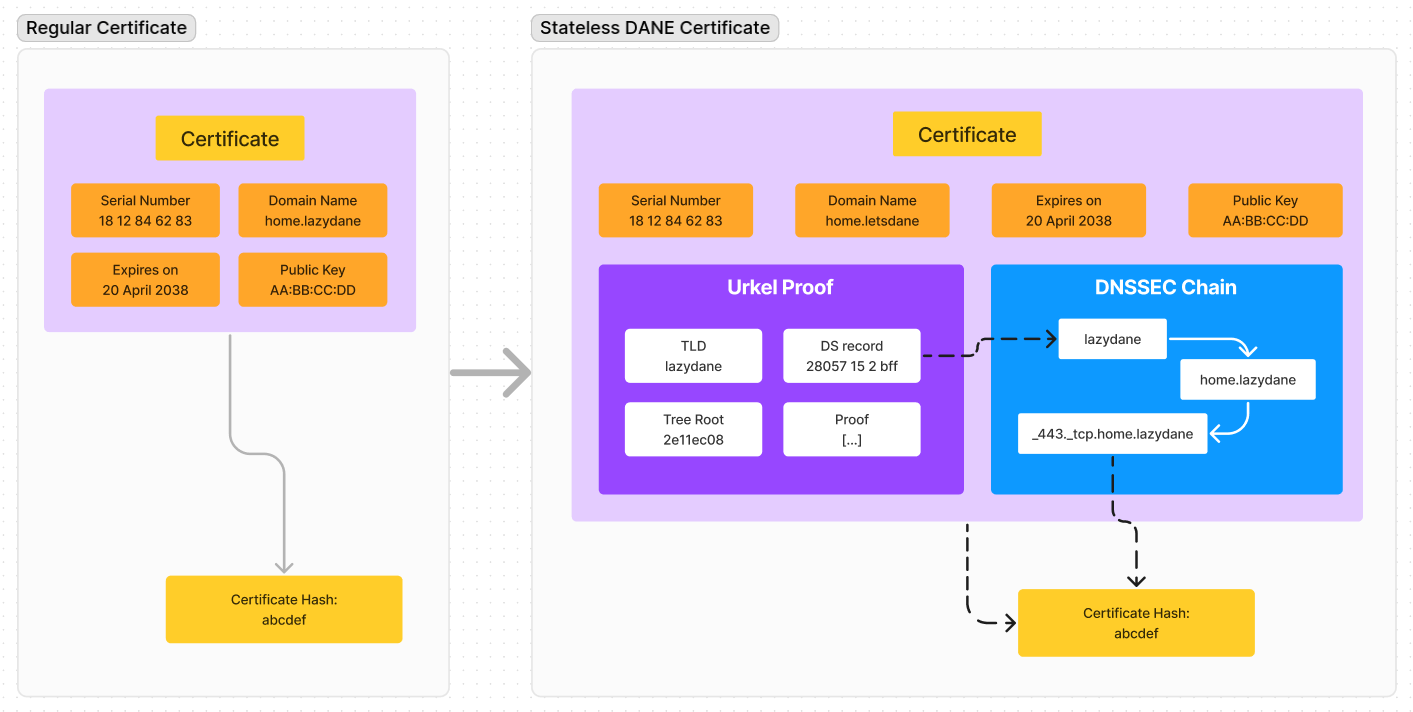 Regular Certificate
Certificate
Serial Number
18 12 84 62 83
Domain Name
home.lazydane
Expires on
20 April 2038
Public Key
AA:BB:CC:DD
Certificate Hash:
abcdef
Stateless DANE Certificate
Certificate
Serial Number
18 12 84 62 83
Domain Name
home.letsdane
Expires on
20 April 2038
Public Key
AA:BB:CC:DD
Urkel Proof
TLD
lazydane
DS record
28057 15 2 bff
Tree Root
2e11ec08
Proof
[...]
DNSSEC Chain
lazydane
home.lazydane
_443._tcp.home.lazydane
Certificate Hash:
abcdef